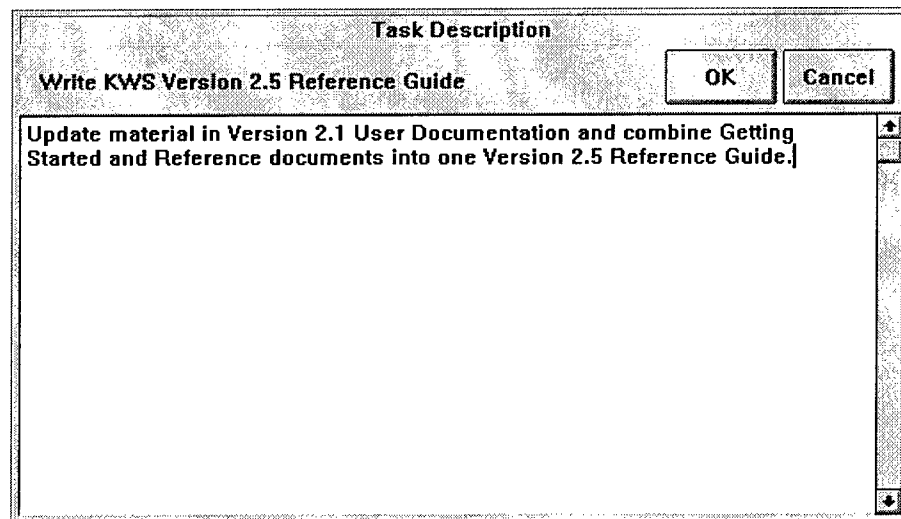 Task Description
Write KWS Version 2.5 Reference Guide
OK
Cancel
Update material in Version 2.1 User Documentation and combine Getting
Started and Reference documents into one Version 2.5 Reference Guide.